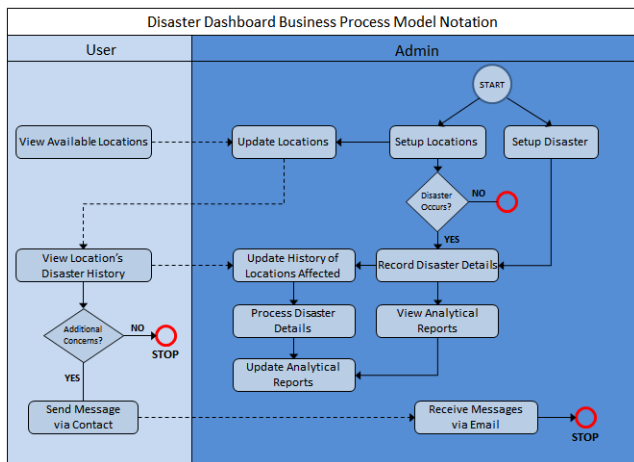 Disaster Dashboard Business Process Model Notation
User
Admin
START
View Available Locations
Update Locations
Setup Locations
Setup Disaster
Disaster
Occurs?
NO
YES
View Location's
Disaster History
Update History of
Locations Affected
Record Disaster Details
Additional
Concerns?
NO
STOP
Process Disaster
Details
View Analytical
Reports
YES
Update Analytical
Reports
Send Message
via Contact
Receive Messages
via Email
STOP